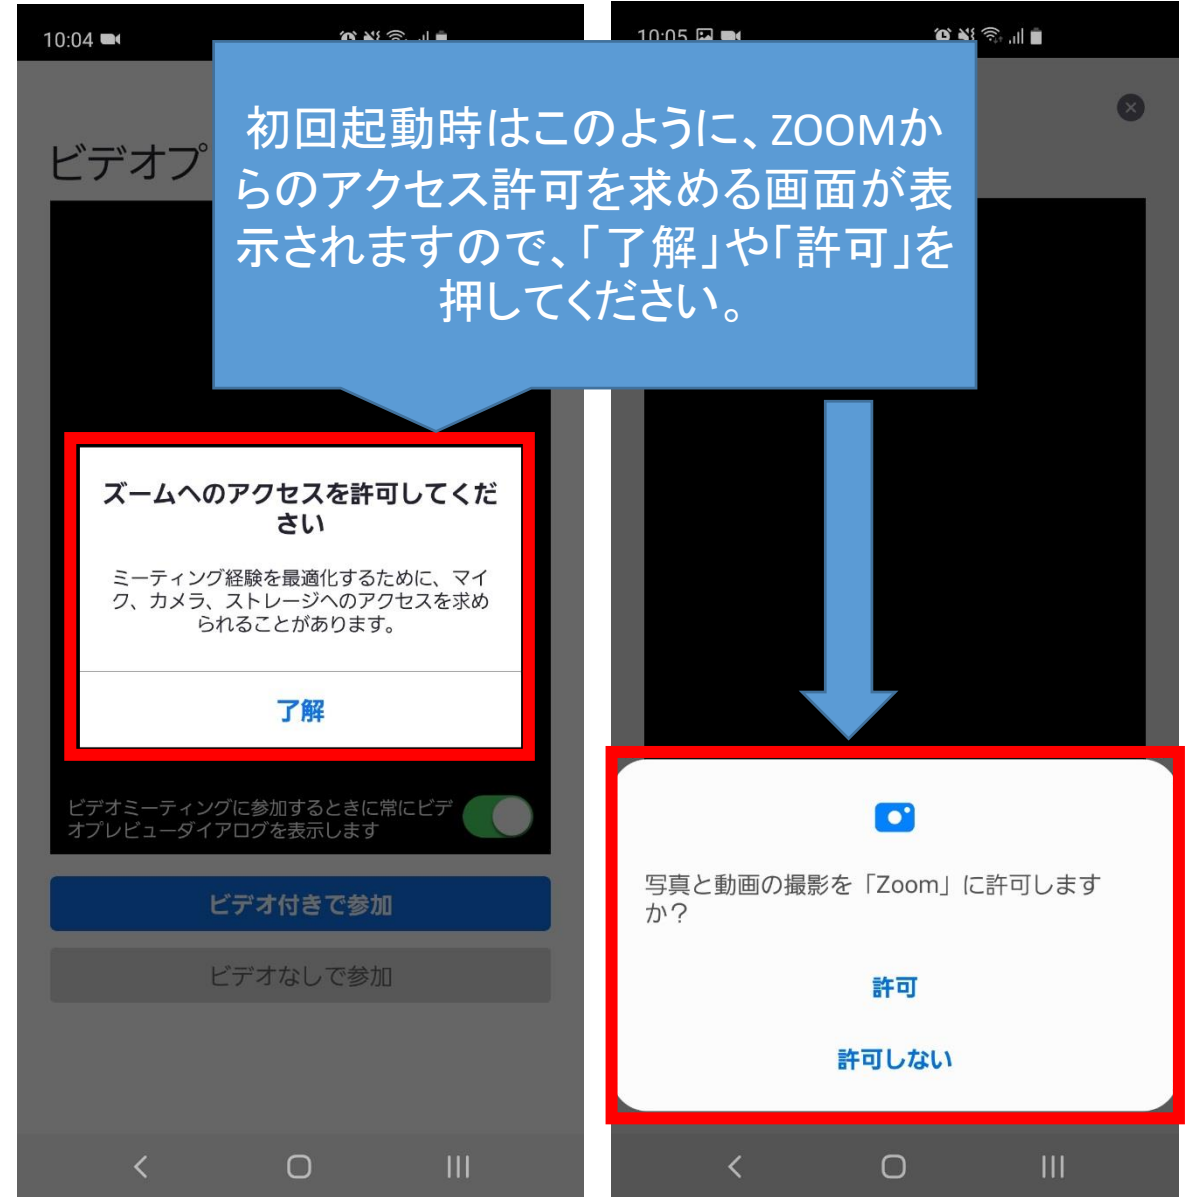 10:04
10:05
初回起動時はこのように、ZOOMか
らのアクセス許可を求める画面が表
示されますので、「了解」や「許可」を
押してください。
ビデオプ
ズームへのアクセスを許可してくだ
さい
ミーティング経験を最適化するために、マイ
ク、カメラ、ストレージへのアクセスを求め
られることがあります。
了解
ビデオミーティングに参加するときに常にビデ
オプレビューダイアログを表示します
ビデオ付きで参加
ビデオなしで参加
写真と動画の撮影を「Zoom」に許可します
か？
許可
許可しない